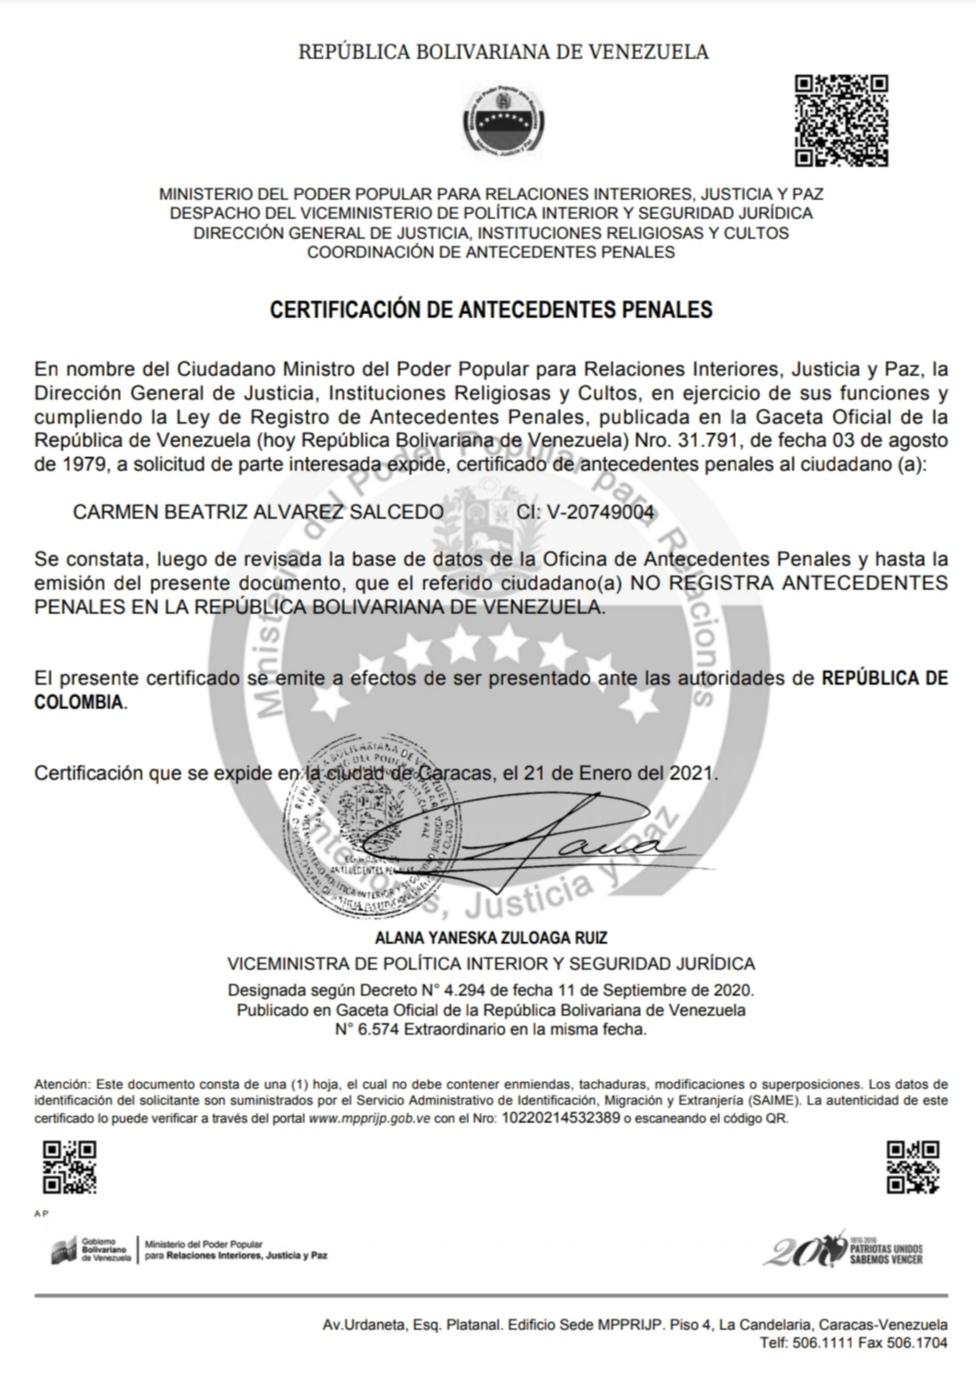 REPÚBLICA BOLIVARIANA DE VENEZUELA
MINISTERIO DEL PODER POPULAR PARA RELACIONES INTERIORES, JUSTICIA Y PAZ
DESPACHO DEL VICEMINISTERIO DE POLÍTICA INTERIOR Y SEGURIDAD JURÍDICA
DIRECCIÓN GENERAL DE JUSTICIA, INSTITUCIONES RELIGIOSAS Y CULTOS
COORDINACIÓN DE ANTECEDENTES PENALES
CERTIFICACIÓN DE ANTECEDENTES PENALES
En nombre del Ciudadano Ministro del Poder Popular para Relaciones Interiores, Justicia y Paz, la
Dirección General de Justicia, Instituciones Religiosas y Cultos, en ejercicio de sus funciones y
cumpliendo la Ley de Registro de Antecedentes Penales, publicada en la Gaceta Oficial de la
República de Venezuela (hoy República Bolivariana de Venezuela) Nro. 31.791, de fecha 03 de agosto
de 1979, a solicitud de parte interesada expide, certificado de antecedentes penales al ciudadano (a):
CARMEN BEATRIZ ALVAREZ SALCEDO CI: V-20749004
Se constata, luego de revisada la base de datos de la Oficina de Antecedentes Penales y hasta la
emisión del presente documento, que el referido ciudadano(a) NO REGISTRA ANTECEDENTES
PENALES EN LA REPÚBLICA BOLIVARIANA DE VENEZUELA.
El presente certificado se emite a efectos de ser presentado ante las autoridades de REPÚBLICA DE
COLOMBIA.
Certificación que se expide en la ciudad de Caracas, el 21 de Enero del 2021.
Ministerio del Poder Popular para Relaciones
Interiores, Justicia y Paz
ALANA YANESKA ZULOAGA RUIZ
VICEMINISTRA DE POLÍTICA INTERIOR Y SEGURIDAD JURÍDICA
Designada según Decreto N° 4.294 de fecha 11 de Septiembre de 2020.
Publicado en Gaceta Oficial de la República Bolivariana de Venezuela
N° 6.574 Extraordinario en la misma fecha.
Atención: Este documento consta de una (1) hoja, el cual no debe contener enmiendas, tachaduras, modificaciones o superposiciones. Los datos de
identificación del solicitante son suministrados por el Servicio Administrativo de Identificación, Migración y Extranjería (SAIME). La autenticidad de este
certificado lo puede verificar a través del portal www.mpprijp.gob.ve con el Nro: 10220214532389 o escaneando el código QR.
AP
Gobierno
Bolivariano
de Venezuela
Ministerio del Poder Popular
para Relaciones Interiores, Justicia y Paz
200
1816-2016
PATRIOTAS UNIDOS
SABEMOS VENCER
Av.Urdaneta, Esq. Platanal. Edificio Sede MPPRIJP. Piso 4, La Candelaria, Caracas-Venezuela
Telf: 506.1111 Fax 506.1704